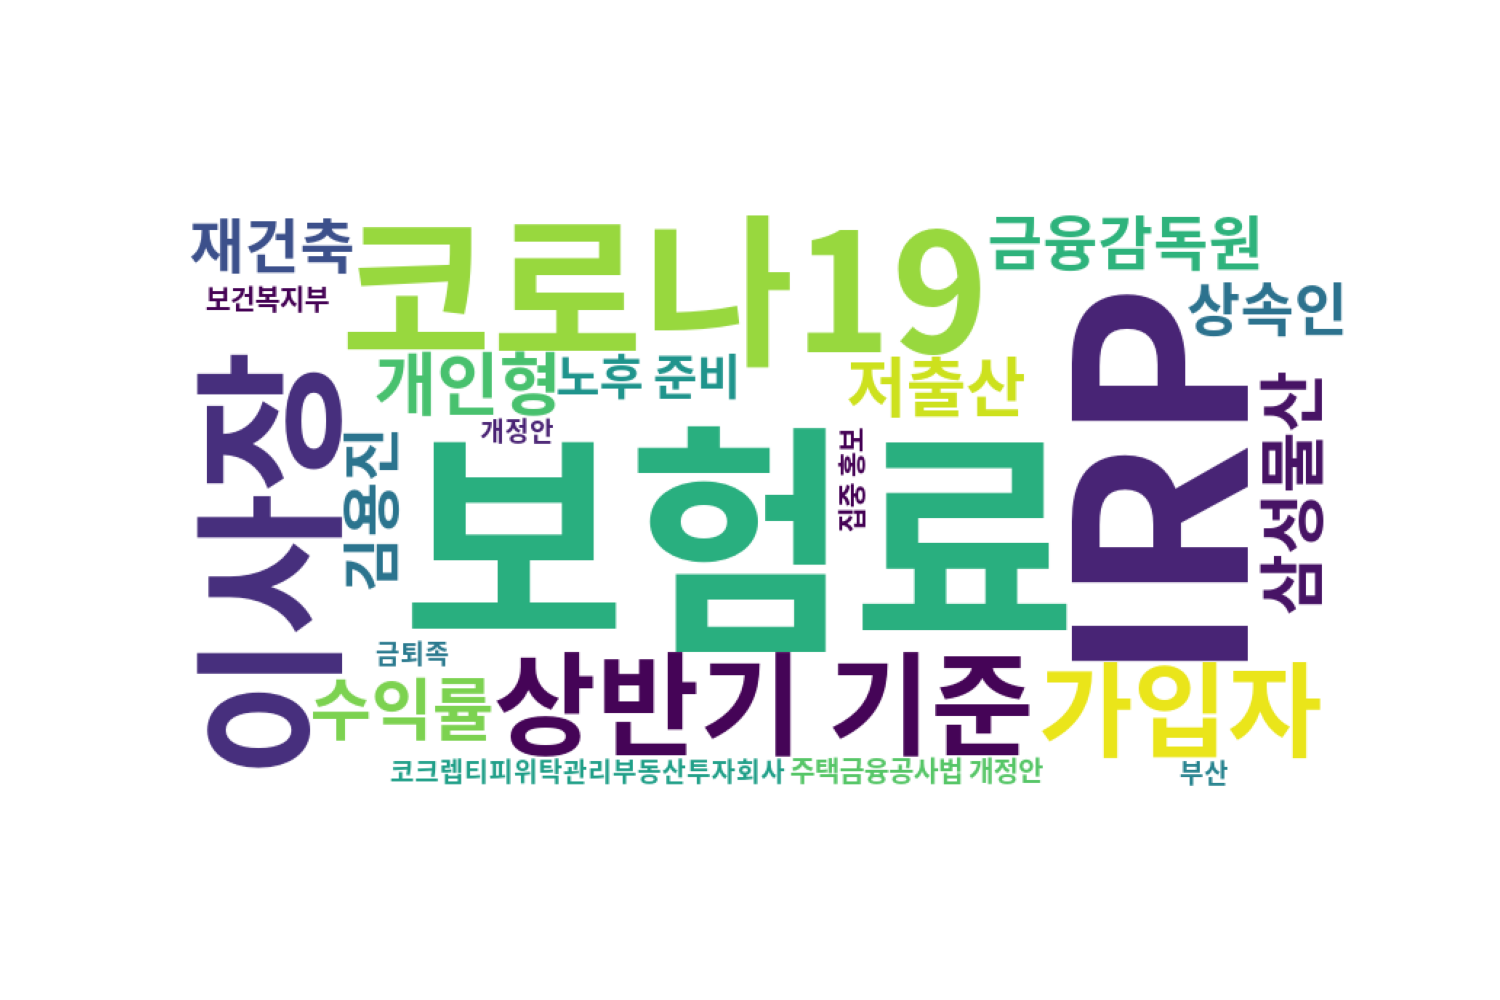 재건축
코로나19
금융감독원
보건복지부
상속인
개인형
노후 준비
저출산
IRP
이사장
김용진
개정안
보험료
집중 홍보
삼성물산
금퇴족
수익률
상반기 기준
가입자
코크렙티피위탁관리부동산투자회사
주택금융공사법 개정안
부산